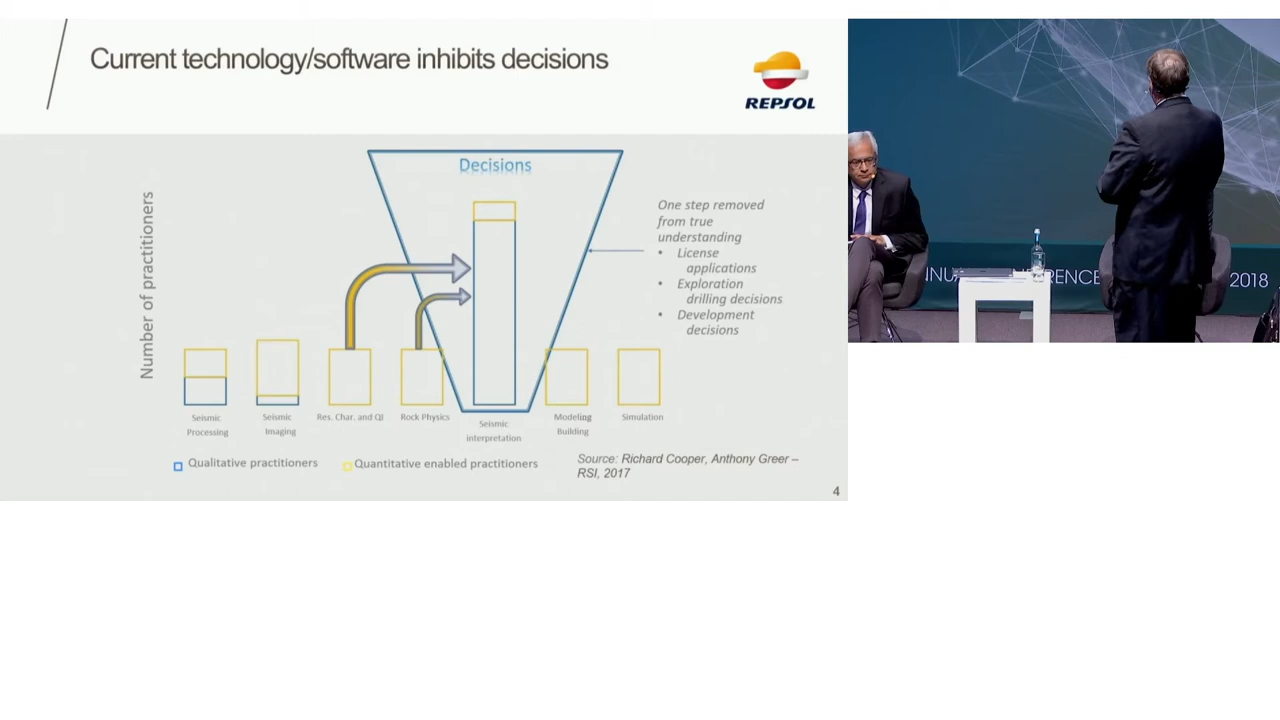 Current technology/software inhibits decisions
REPSOL
Decisions
Number of practitioners
One step removed
from true
understanding
• License
applications
• Exploration
drilling decisions
• Development
decisions
Seismic
Processing
Seismic
Imaging
Res. Char. and QI
Rock Physics
Seismic
interpretation
Modeling
Building
Simulation
Qualitative practitioners
Quantitative enabled practitioners
Source: Richard Cooper, Anthony Greer –
RSI, 2017
4
2018